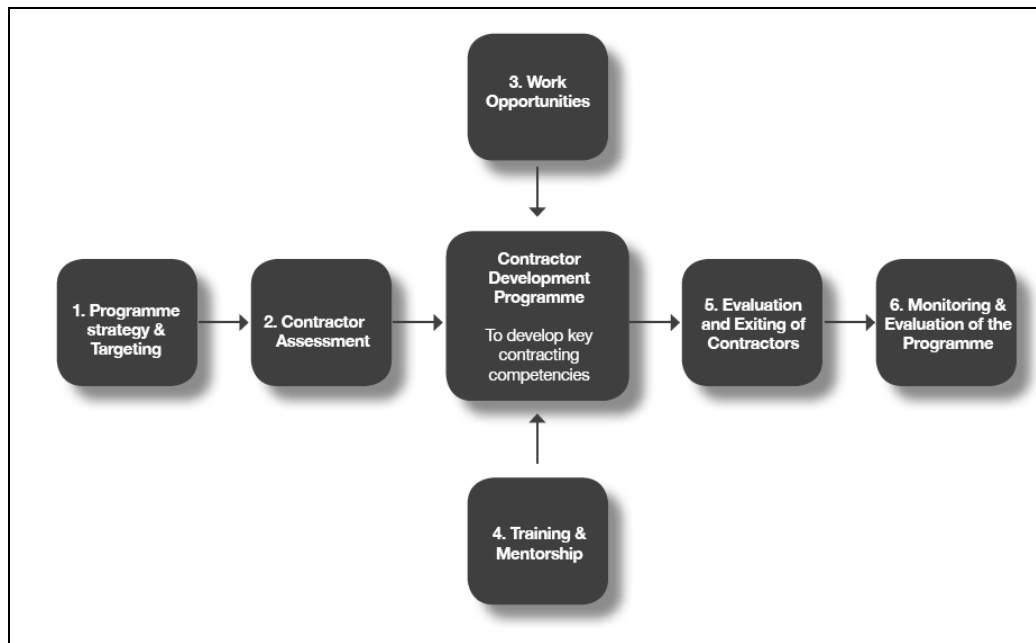 3. Work
Opportunities
1. Programme
strategy &
Targeting
2. Contractor
Assessment
Contractor
Development
Programme
To develop key
contracting
competencies
5. Evaluation
and Exiting of
Contractors
6. Monitoring &
Evaluation of the
Programme
4. Training &
Mentorship